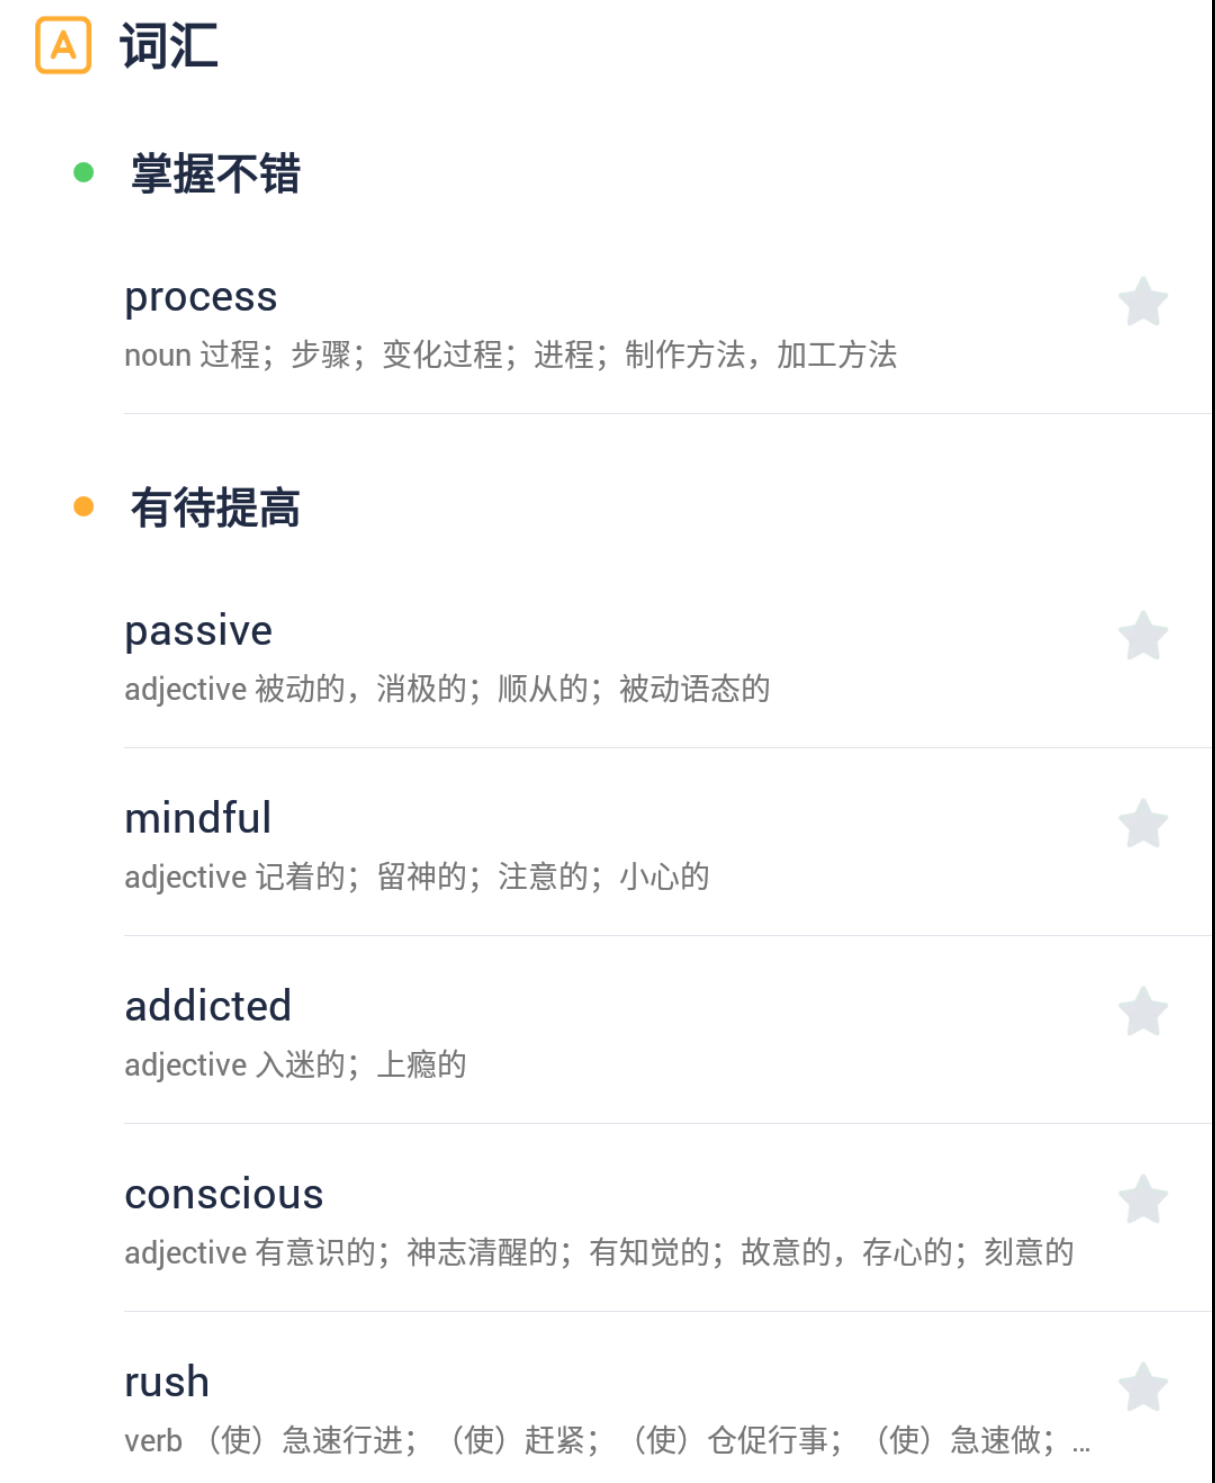 A 词汇
掌握不错
process
noun 过程；步骤；变化过程；进程；制作方法，加工方法
有待提高
passive
adjective 被动的，消极的；顺从的；被动语态的
mindful
adjective 记着的；留神的；注意的；小心的
addicted
adjective 入迷的；上瘾的
conscious
adjective 有意识的；神志清醒的；有知觉的；故意的，存心的；刻意的
rush
verb （使）急速行进；（使）赶紧；（使）仓促行事；（使）急速做；...